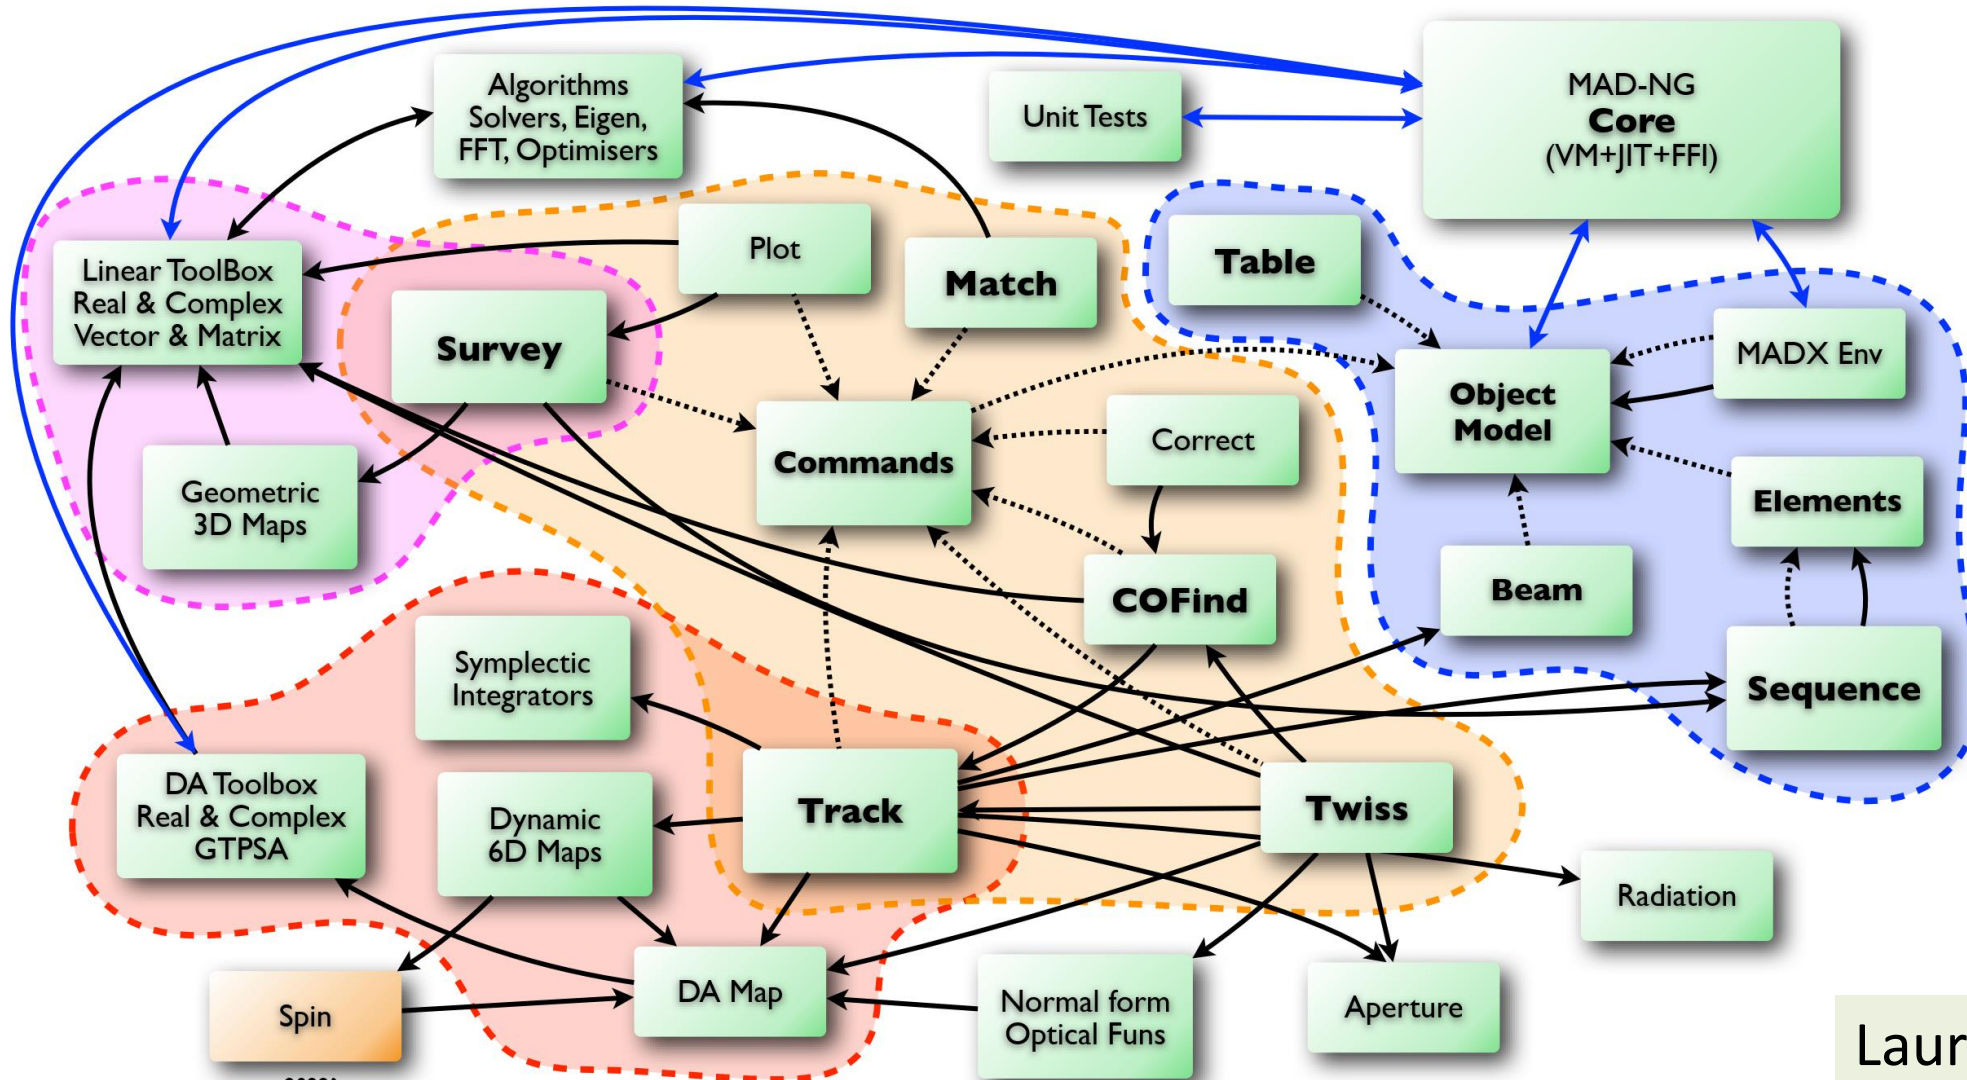 Algorithms
Solvers, Eigen,
FFT, Optimisers
Unit Tests
MAD-NG
Core
(VM+JIT+FFI)
Plot
Match
Table
Linear ToolBox
Real & Complex
Vector & Matrix
Survey
MADX Env
Object
Model
Commands
Correct
Geometric
3D Maps
Elements
COFind
Beam
Symplectic
Integrators
Sequence
DA Toolbox
Real & Complex
GTPSA
Dynamic
6D Maps
Track
Twiss
Radiation
DA Map
Normal form
Optical Funs
Aperture
Spin
Laur